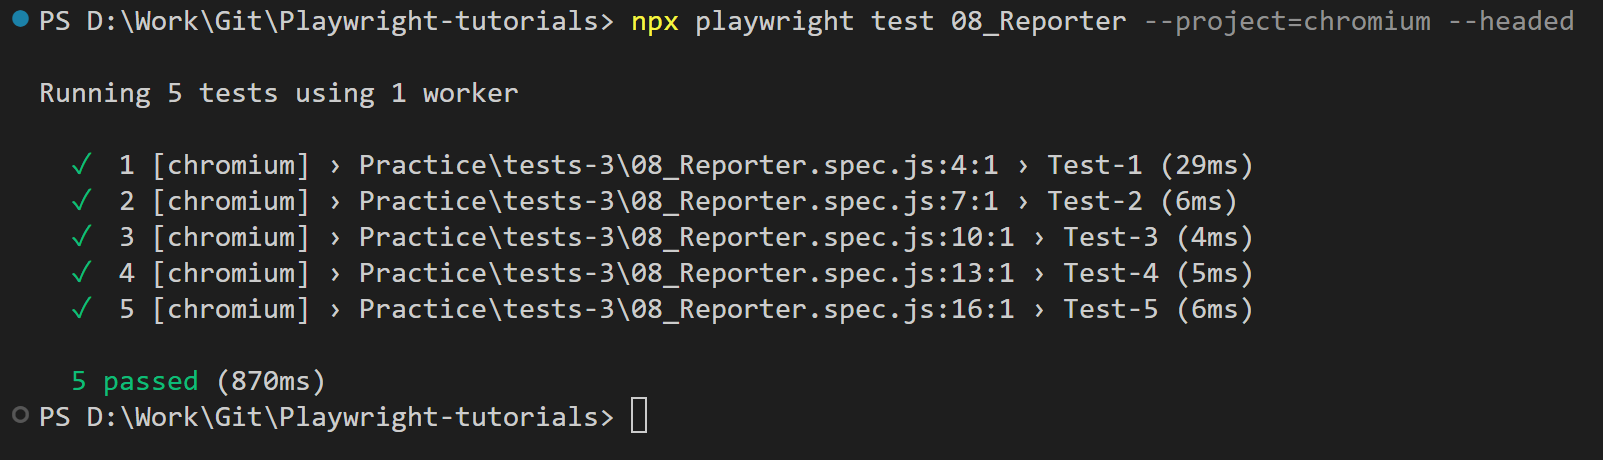 PS D:\Work\Git\Playwright-tutorials> npx playwright test 08_Reporter --project=chromium --headed
Running 5 tests using 1 worker
✓ 1 [chromium] › Practice\tests-3\08_Reporter.spec.js:4:1 › Test-1 (29ms)
✓ 2 [chromium] › Practice\tests-3\08_Reporter.spec.js:7:1 › Test-2 (6ms)
✓ 3 [chromium] › Practice\tests-3\08_Reporter.spec.js:10:1 › Test-3 (4ms)
✓ 4 [chromium] › Practice\tests-3\08_Reporter.spec.js:13:1 › Test-4 (5ms)
✓ 5 [chromium] › Practice\tests-3\08_Reporter.spec.js:16:1 › Test-5 (6ms)
5 passed (870ms)
PS D:\Work\Git\Playwright-tutorials>